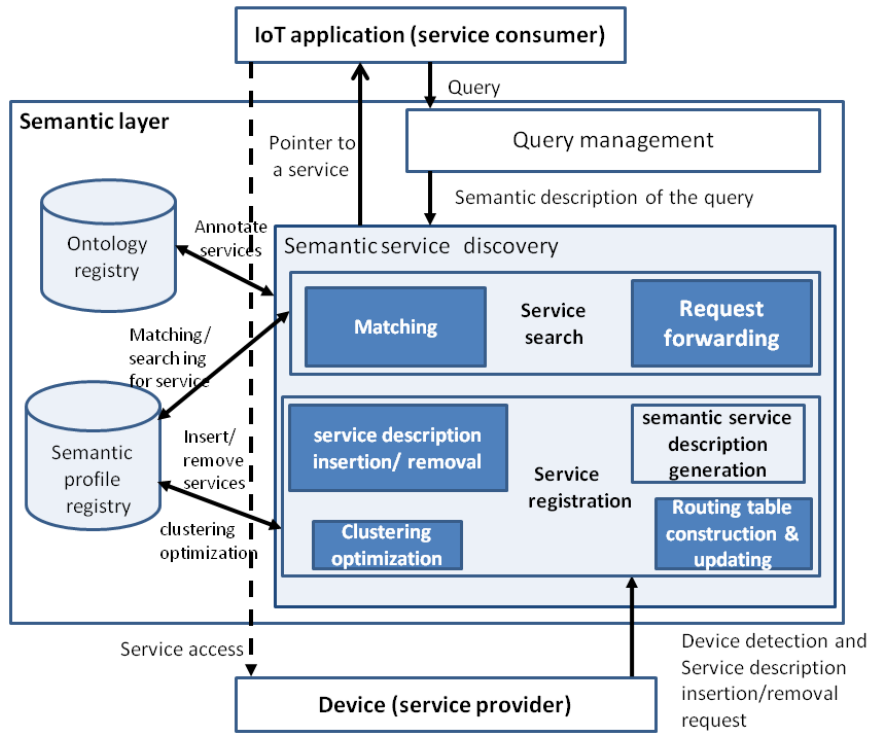 IoT application (service consumer)
Query
Semantic layer
Query management
Pointer to
a service
Semantic description of the query
Ontology
registry
Annotate
services
Semantic service discovery
Matching
Service
search
Request
forwarding
Matching/
searching
for service
Semantic
profile
registry
Insert/
remove
services
clustering
optimization
service description
insertion/ removal
semantic service
description
generation
Service
registration
Clustering
optimization
Routing table
construction &
updating
Service access
Device detection and
Service description
insertion/removal
request
Device (service provider)